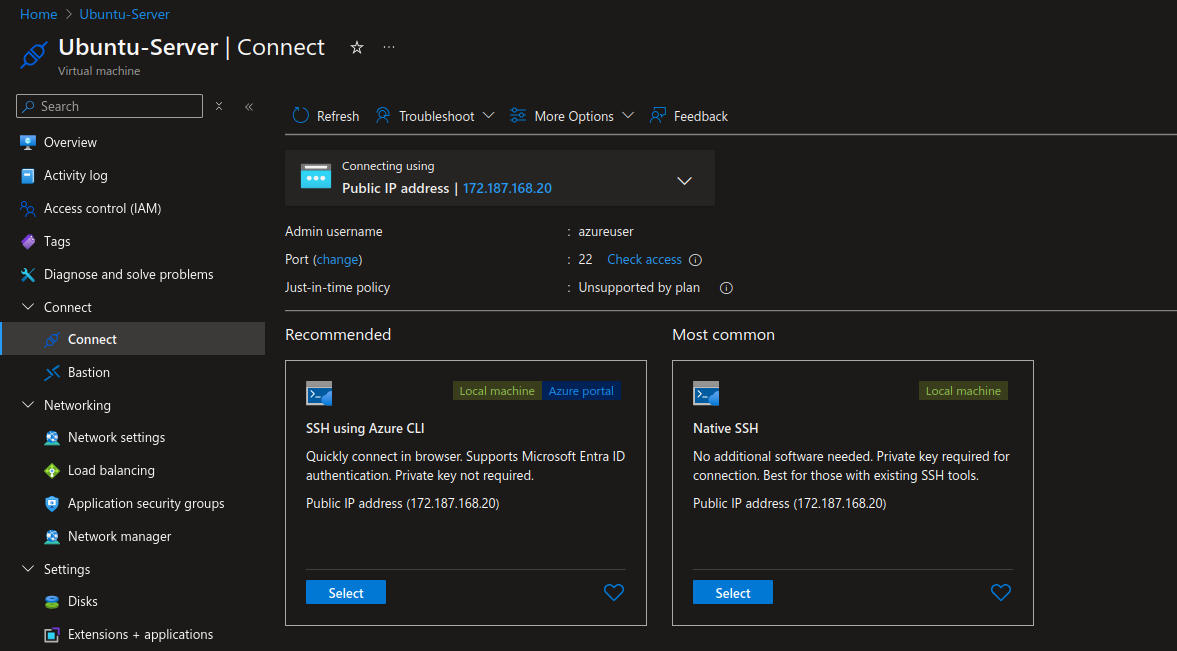 Home > Ubuntu-Server
Ubuntu-Server | Connect
Virtual machine
Search
Overview
Activity log
Access control (IAM)
Tags
Diagnose and solve problems
Connect
Connect
Bastion
Networking
Network settings
Load balancing
Application security groups
Network manager
Settings
Disks
Extensions + applications
Refresh Troubleshoot More Options Feedback
Connecting using
Public IP address | 172.187.168.20
Admin username : azureuser
Port (change) : 22 Check access
Just-in-time policy : Unsupported by plan
Recommended
Local machine Azure portal
SSH using Azure CLI
Quickly connect in browser. Supports Microsoft Entra ID
authentication. Private key not required.
Public IP address (172.187.168.20)
Select
Most common
Local machine
Native SSH
No additional software needed. Private key required for
connection. Best for those with existing SSH tools.
Public IP address (172.187.168.20)
Select